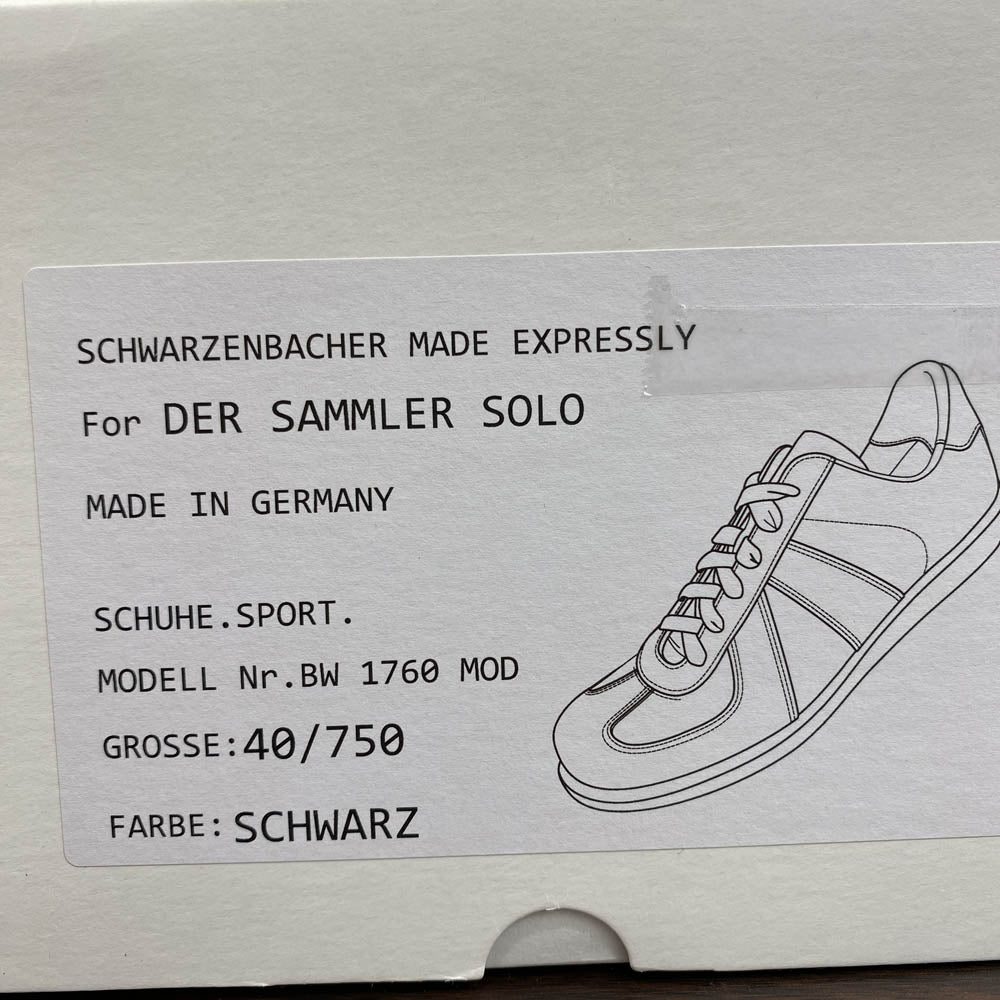 SCHWARZENBACHER MADE EXPRESSLY
For DER SAMMLER SOLO
MADE IN GERMANY
SCHUHE.SPORT.
MODELL Nr.BW 1760 MOD
GROSSE:40/750
FARBE:SCHWARZ